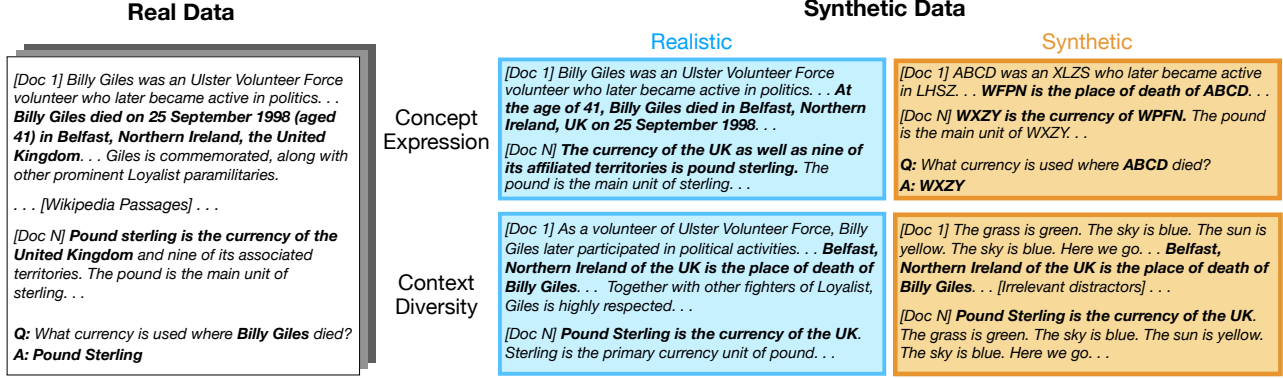 Real Data
[Doc 1] Billy Giles was an Ulster Volunteer Force
volunteer who later became active in politics. . .
Billy Giles died on 25 September 1998 (aged
41) in Belfast, Northern Ireland, the United
Kingdom. . . Giles is commemorated, along with
other prominent Loyalist paramilitaries.
. . . [Wikipedia Passages] . . .
[Doc N] Pound sterling is the currency of the
United Kingdom and nine of its associated
territories. The pound is the main unit of
sterling. . .
Q: What currency is used where Billy Giles died?
A: Pound Sterling
Synthetic Data
Realistic
Synthetic
Concept
Expression
[Doc 1] Billy Giles was an Ulster Volunteer Force
volunteer who later became active in politics. . . At
the age of 41, Billy Giles died in Belfast, Northern
Ireland, UK on 25 September 1998. . .
[Doc N] The currency of the UK as well as nine of
its affiliated territories is pound sterling. The
pound is the main unit of sterling. . .
[Doc 1] ABCD was an XLZS who later became active
in LHSZ. . . WFPN is the place of death of ABCD. . .
[Doc N] WXZY is the currency of WPFN. The pound
is the main unit of WXZY. . .
Q: What currency is used where ABCD died?
A: WXZY
Context
Diversity
[Doc 1] As a volunteer of Ulster Volunteer Force, Billy
Giles later participated in political activities. . . Belfast,
Northern Ireland of the UK is the place of death of
Billy Giles. . . Together with other fighters of Loyalist,
Giles is highly respected. . .
[Doc N] Pound Sterling is the currency of the UK.
Sterling is the primary currency unit of pound. . .
[Doc 1] The grass is green. The sky is blue. The sun is
yellow. The sky is blue. Here we go. . . Belfast,
Northern Ireland of the UK is the place of death of
Billy Giles. . . [Irrelevant distractors] . . .
[Doc N] Pound Sterling is the currency of the UK.
The grass is green. The sky is blue. The sun is yellow.
The sky is blue. Here we go. . .